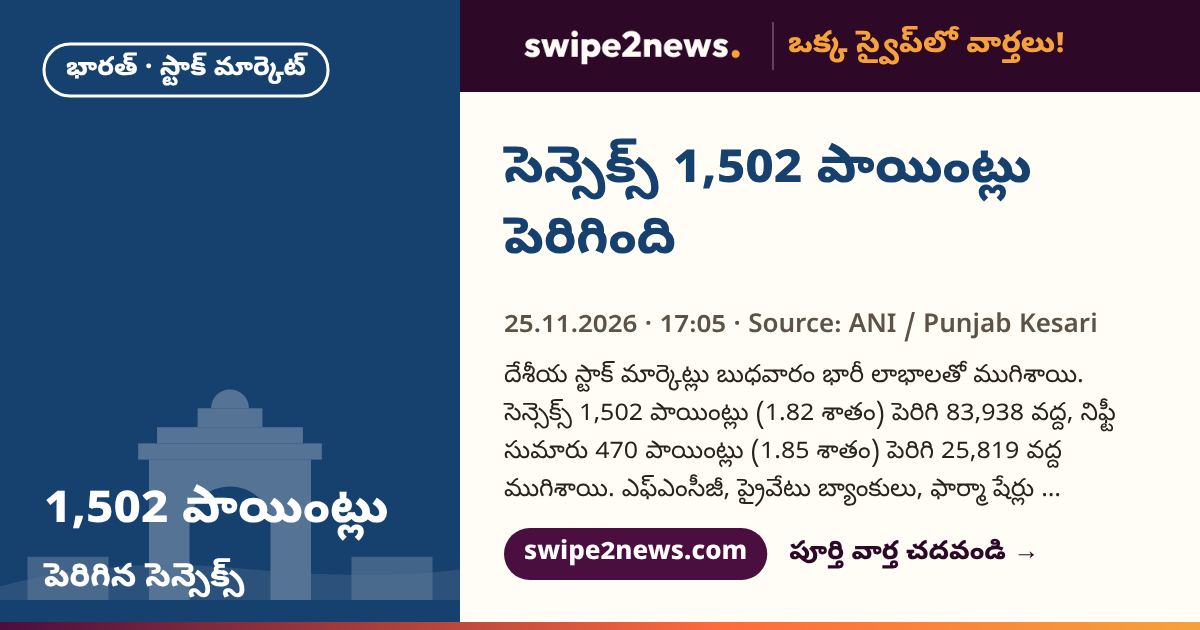 భారత్ · స్టాక్ మార్కెట్
1,502 పాయింట్లు
పెరిగిన సెన్సెక్స్
swipe2news.
ఒక్క స్వైప్‌లో వార్తలు!
సెన్సెక్స్ 1,502 పాయింట్లు
పెరిగింది
25.11.2026 · 17:05 · Source: ANI / Punjab Kesari
దేశీయ స్టాక్ మార్కెట్లు బుధవారం భారీ లాభాలతో ముగిశాయి.
సెన్సెక్స్ 1,502 పాయింట్లు (1.82 శాతం) పెరిగి 83,938 వద్ద, నిఫ్టీ
సుమారు 470 పాయింట్లు (1.85 శాతం) పెరిగి 25,819 వద్ద
ముగిశాయి. ఎఫ్ఎంసీజీ, ప్రైవేటు బ్యాంకులు, ఫార్మా షేర్లు ...
swipe2news.com
పూర్తి వార్త చదవండి →